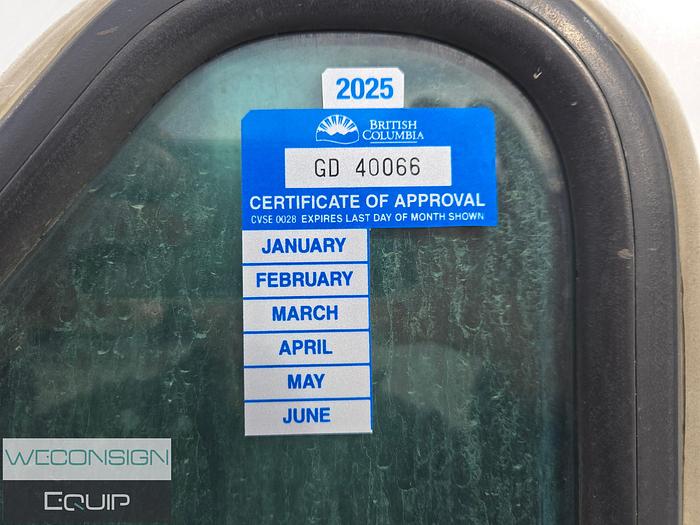 2025
BRITISH
COLUMBIA
GD 40066
CERTIFICATE OF APPROVAL
CVSE 0028 EXPIRES LAST DAY OF MONTH SHOWN
JANUARY
FEBRUARY
MARCH
APRIL
MAY
JUNE
WECONSIGN
EQUIP